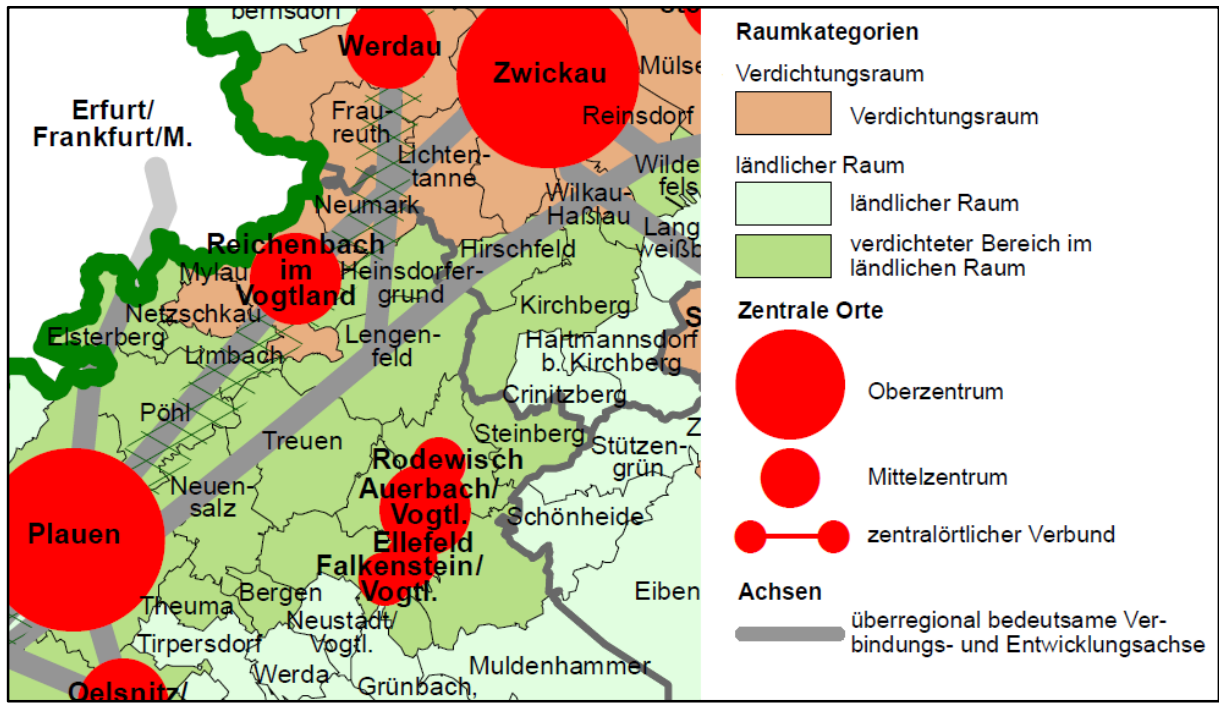 bernsdorf
Werdau
Zwickau
Mülse
Erfurt/
Frankfurt/M.
Frau-
reuth
Reinsdorf
Lichten-
tanne
Wilde
fels
Neumark
Wilkau-
Haßlau
Lang
weißb
Reichenbach
im
Vogtland
Mylau
Heinsdorfer-
grund
Hirschfeld
Netzschkau
Kirchberg
Elsterberg
Limbach
Lengen-
feld
S
Hartmannsdorf
b. Kirchberg
Crinitzberg
Pöhl
Treuen
Steinberg
Stützen-
grün
Z
Rodewisch
Auerbach/
Vogtl.
Neuen-
salz
Schönheide
Plauen
Ellefeld
Falkenstein/
Vogtl.
Eiben
Theuma
Bergen
Neustadt/
Vogtl.
Tirpersdorf
Werda
Grünbach,
Muldenhammer
Oelsnitz/
Raumkategorien
Verdichtungsraum
Verdichtungsraum
ländlicher Raum
ländlicher Raum
verdichteter Bereich im
ländlichen Raum
Zentrale Orte
Oberzentrum
Mittelzentrum
zentralörtlicher Verbund
Achsen
überregional bedeutsame Ver-
bindungs- und Entwicklungsachse